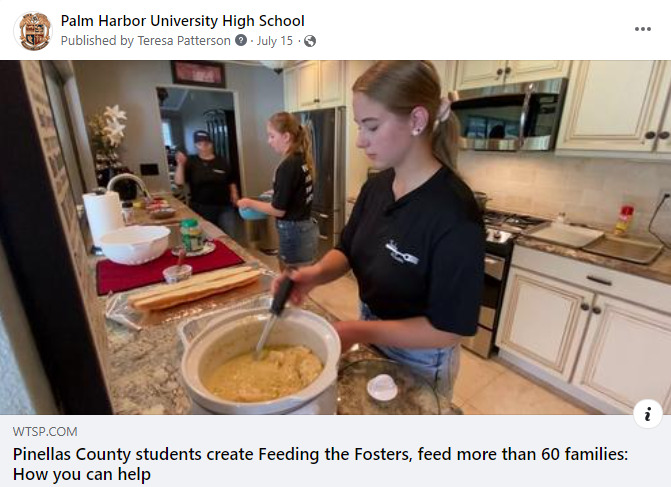 Palm Harbor University High School
Published by Teresa Patterson · July 15 ·
WTSP.COM
Pinellas County students create Feeding the Fosters, feed more than 60 families:
How you can help